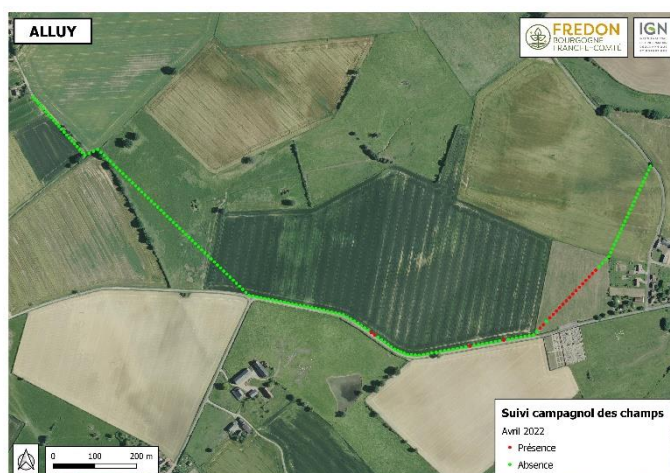 ALLUY
FREDON
BOURGOGNE
FRANCHE-COMTÉ
IGN
Suivi campagnol des champs
Avril 2022
Présence
Absence
0 100 200 m